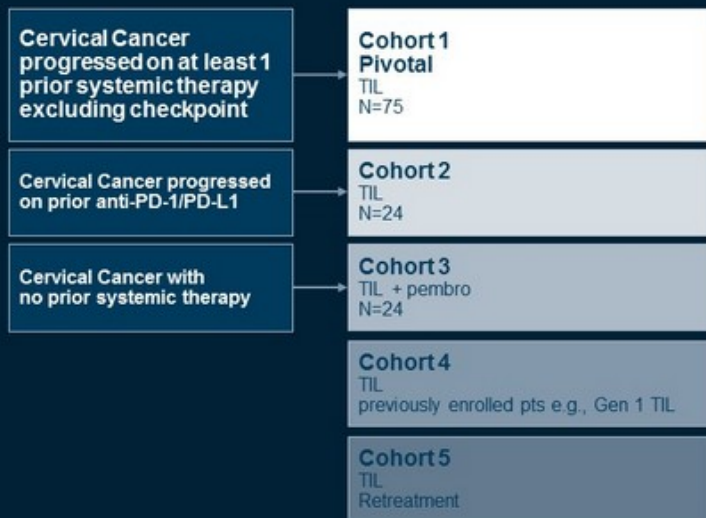 Cervical Cancer
progressed on at least 1
prior systemic therapy
excluding checkpoint
Cohort 1
Pivotal
TIL
N=75
Cervical Cancer progressed
on prior anti-PD-1/PD-L1
Cohort 2
TIL
N=24
Cervical Cancer with
no prior systemic therapy
Cohort 3
TIL + pembro
N=24
Cohort 4
TIL
previously enrolled pts e.g., Gen 1 TIL
Cohort 5
TIL
Retreatment